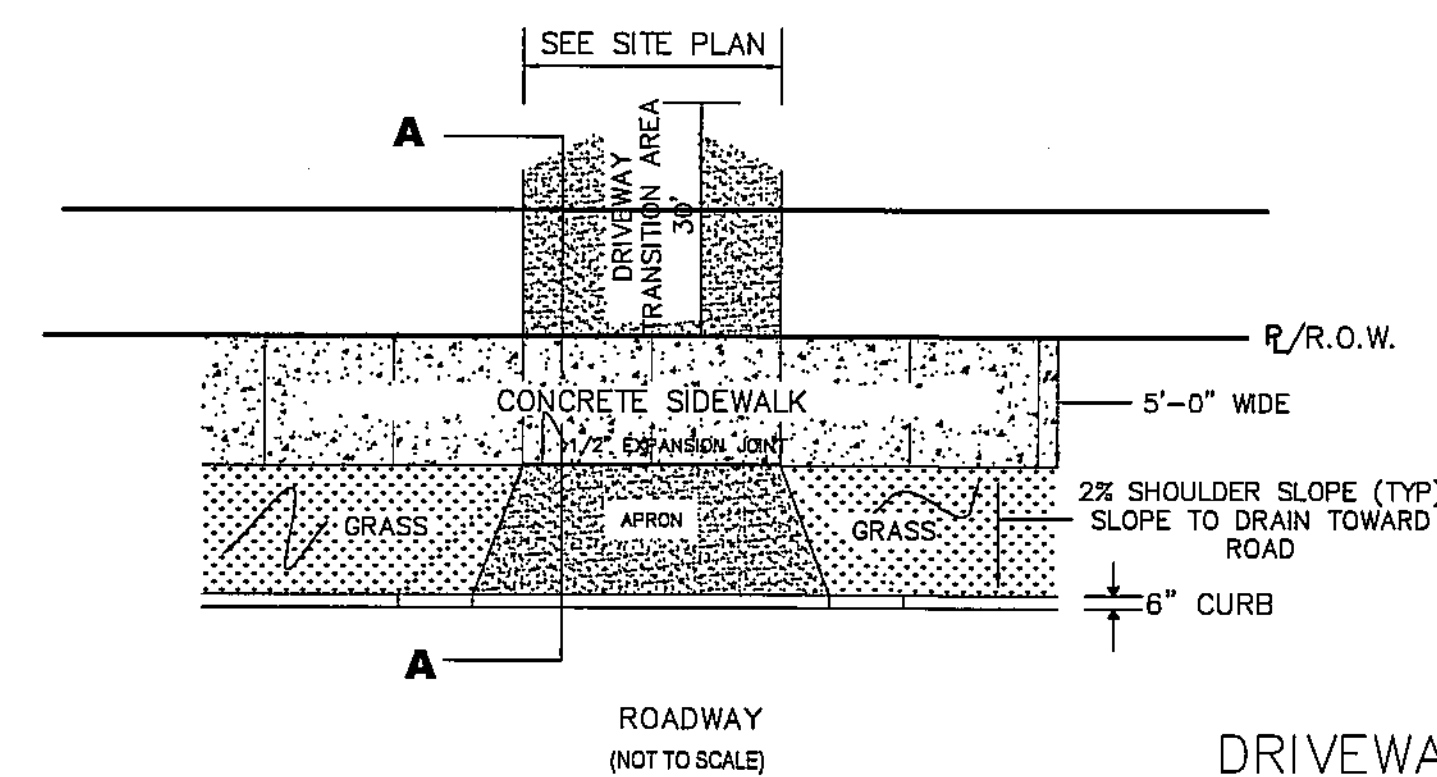 SEE SITE PLAN
A
DRIVEWAY
TRANSITION AREA
30'
℄/R.O.W.
CONCRETE SIDEWALK
5'-0" WIDE
1/2" EXPANSION JOINT
2% SHOULDER SLOPE (TYP)
SLOPE TO DRAIN TOWARD
ROAD
GRASS
APRON
GRASS
6" CURB
A
ROADWAY
(NOT TO SCALE)
DRIVEWA